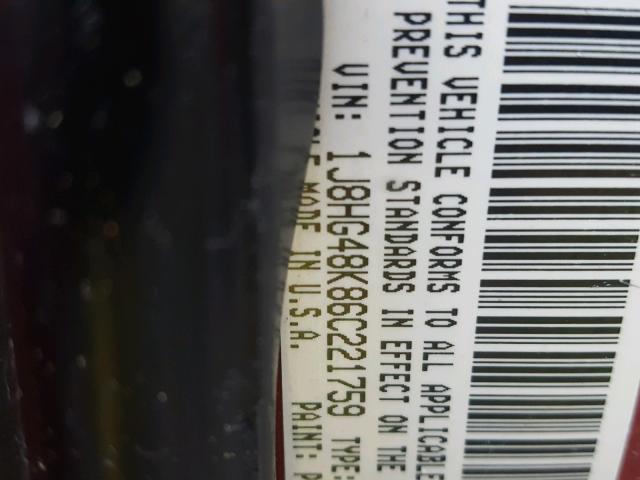 THIS VEHICLE CONFORMS TO ALL APPLICABLE
PREVENTION STANDARDS IN EFFECT ON THE
VIN: 1J8HG48K86C221759 TYPE:
MADE IN U.S.A. PAINT: P